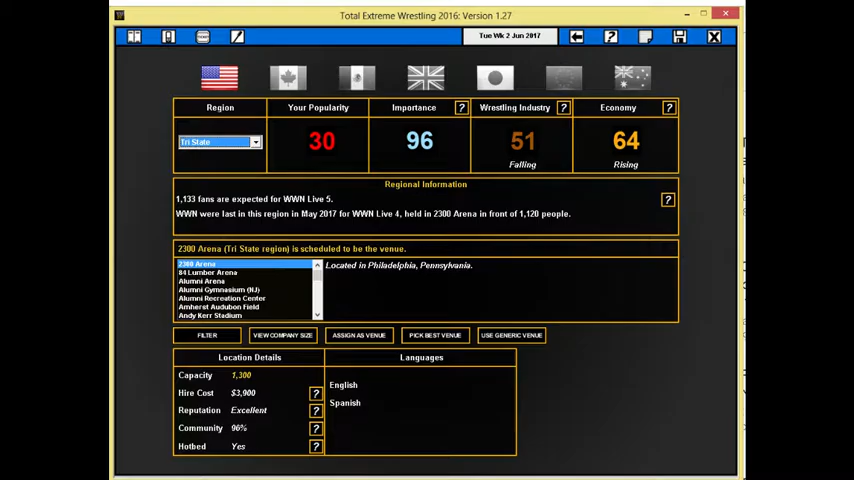 Total Extreme Wrestling 2016: Version 1.27
Tue Wk 2 Jun 2017
Region Your Popularity Importance ? Wrestling Industry ? Economy ?
Tri State 30 96 51 64
Falling Rising
Regional Information
1,133 fans are expected for WWN Live 5. ?
WWN were last in this region in May 2017 for WWN Live 4, held in 2300 Arena in front of 1,120 people.
2300 Arena (Tri State region) is scheduled to be the venue.
2300 Arena Located in Philadelphia, Pennsylvania.
84 Lumber Arena
Alumni Arena
Alumni Gymnasium (NJ)
Alumni Recreation Center
Amherst Audubon Field
Andy Kerr Stadium
FILTER VIEW COMPANY SIZE ASSIGN AS VENUE PICK BEST VENUE USE GENERIC VENUE
Location Details Languages
Capacity 1,300
English
Hire Cost $3,900 ?
Spanish
Reputation Excellent ?
Community 96% ?
Hotbed Yes ?